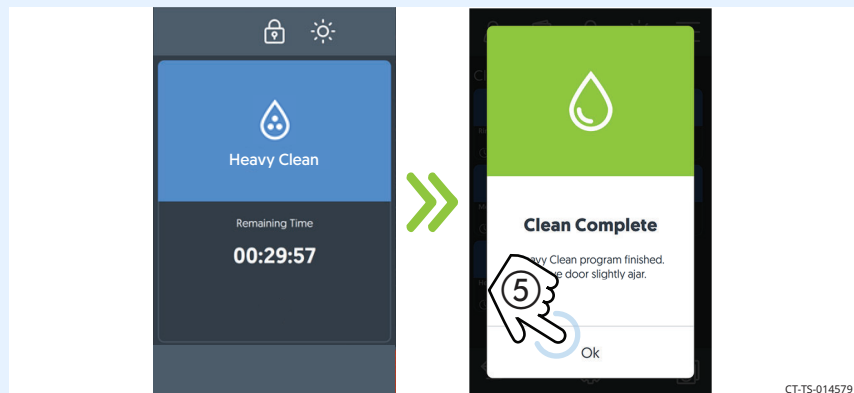 Heavy Clean
Remaining Time
00:29:57
Clean Complete
Clean program finished.
door slightly ajar.
5
Ok
CT-TS-014579